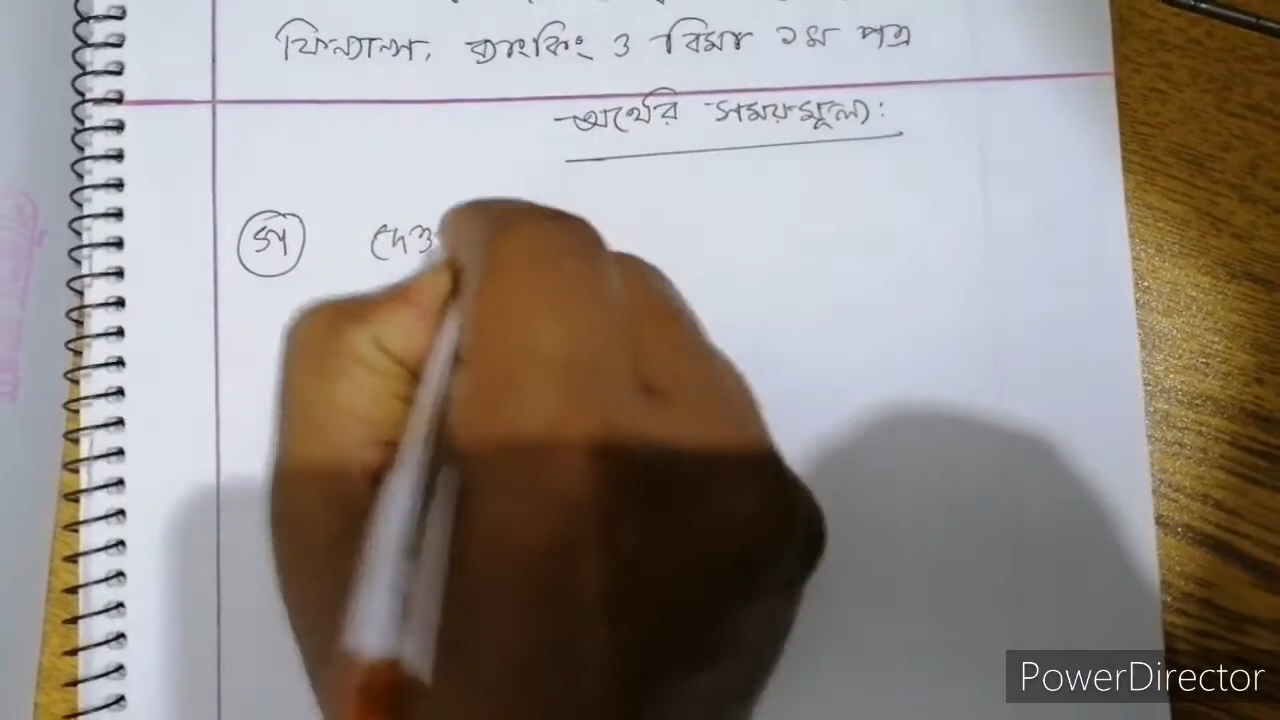 ফিন্যান্স, ব্যাংকিং ও বিমা ১ম পত্র
অর্থের সময়মূল্য:
গ
দেও
PowerDirector